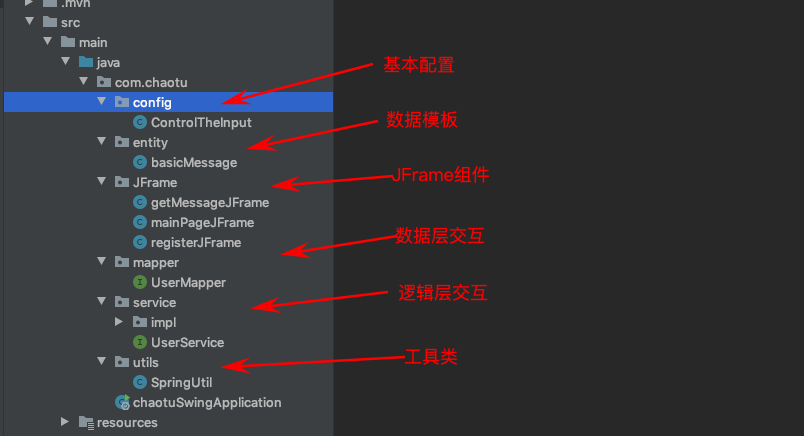 .mvn
src
main
java
com.chaotu
config
基本配置
ControlTheInput
数据模板
entity
basicMessage
JFrame
JFrame组件
getMessageJFrame
mainPageJFrame
registerJFrame
数据层交互
mapper
UserMapper
逻辑层交互
service
impl
UserService
工具类
utils
SpringUtil
chaotuSwingApplication
resources